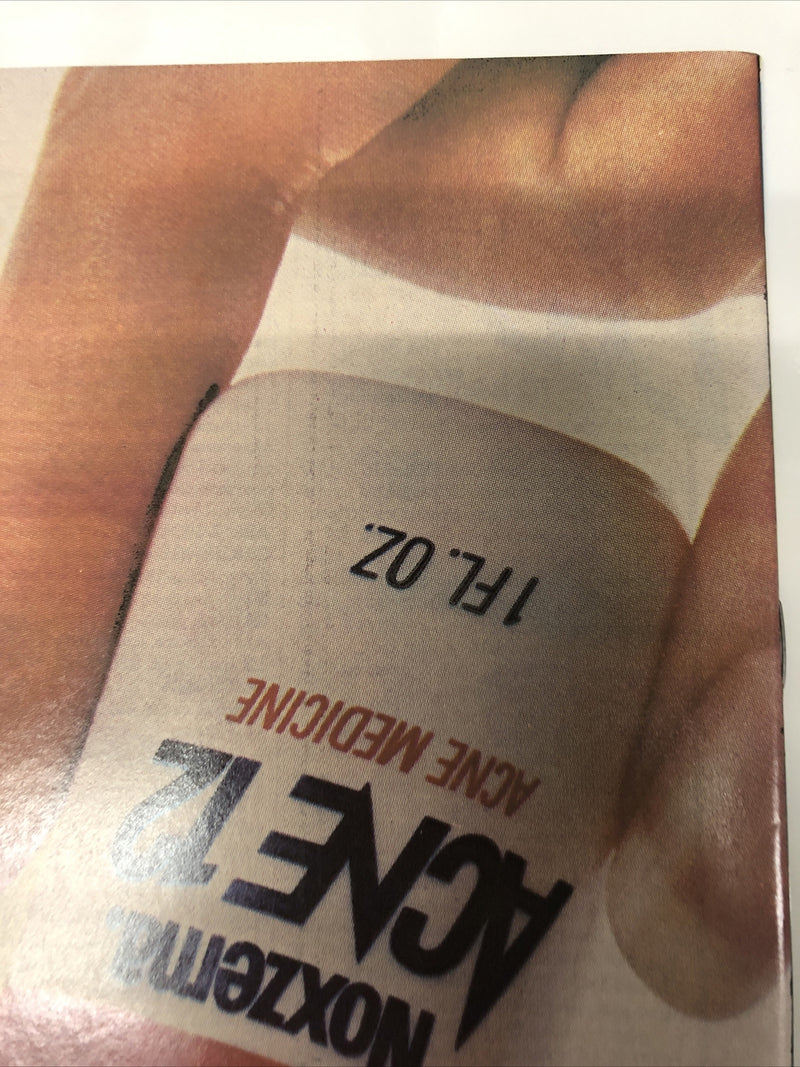 Noxzema
ACNE 12
ACNE MEDICINE
1 FL. OZ.